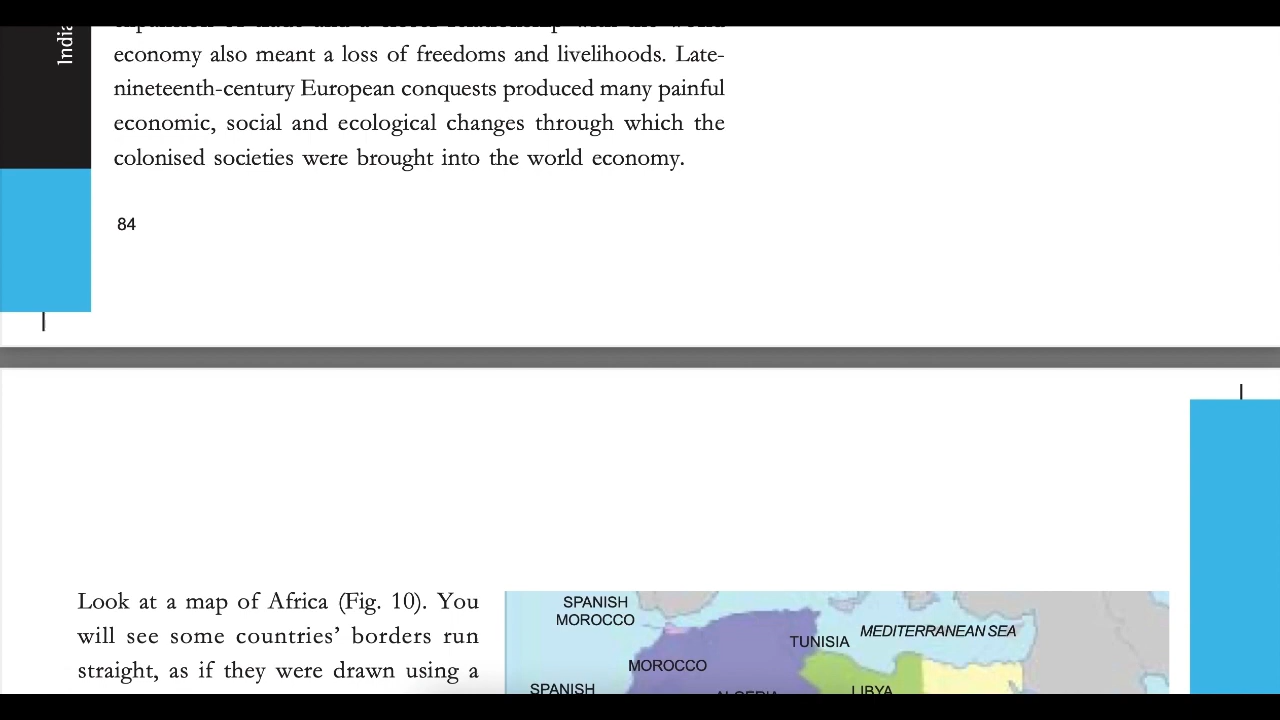 India
economy also meant a loss of freedoms and livelihoods. Late-
nineteenth-century European conquests produced many painful
economic, social and ecological changes through which the
colonised societies were brought into the world economy.
84
Look at a map of Africa (Fig. 10). You
will see some countries’ borders run
straight, as if they were drawn using a
SPANISH
MOROCCO
TUNISIA
MEDITERRANEAN SEA
MOROCCO
SPANISH
ALGERIA
LIBYA